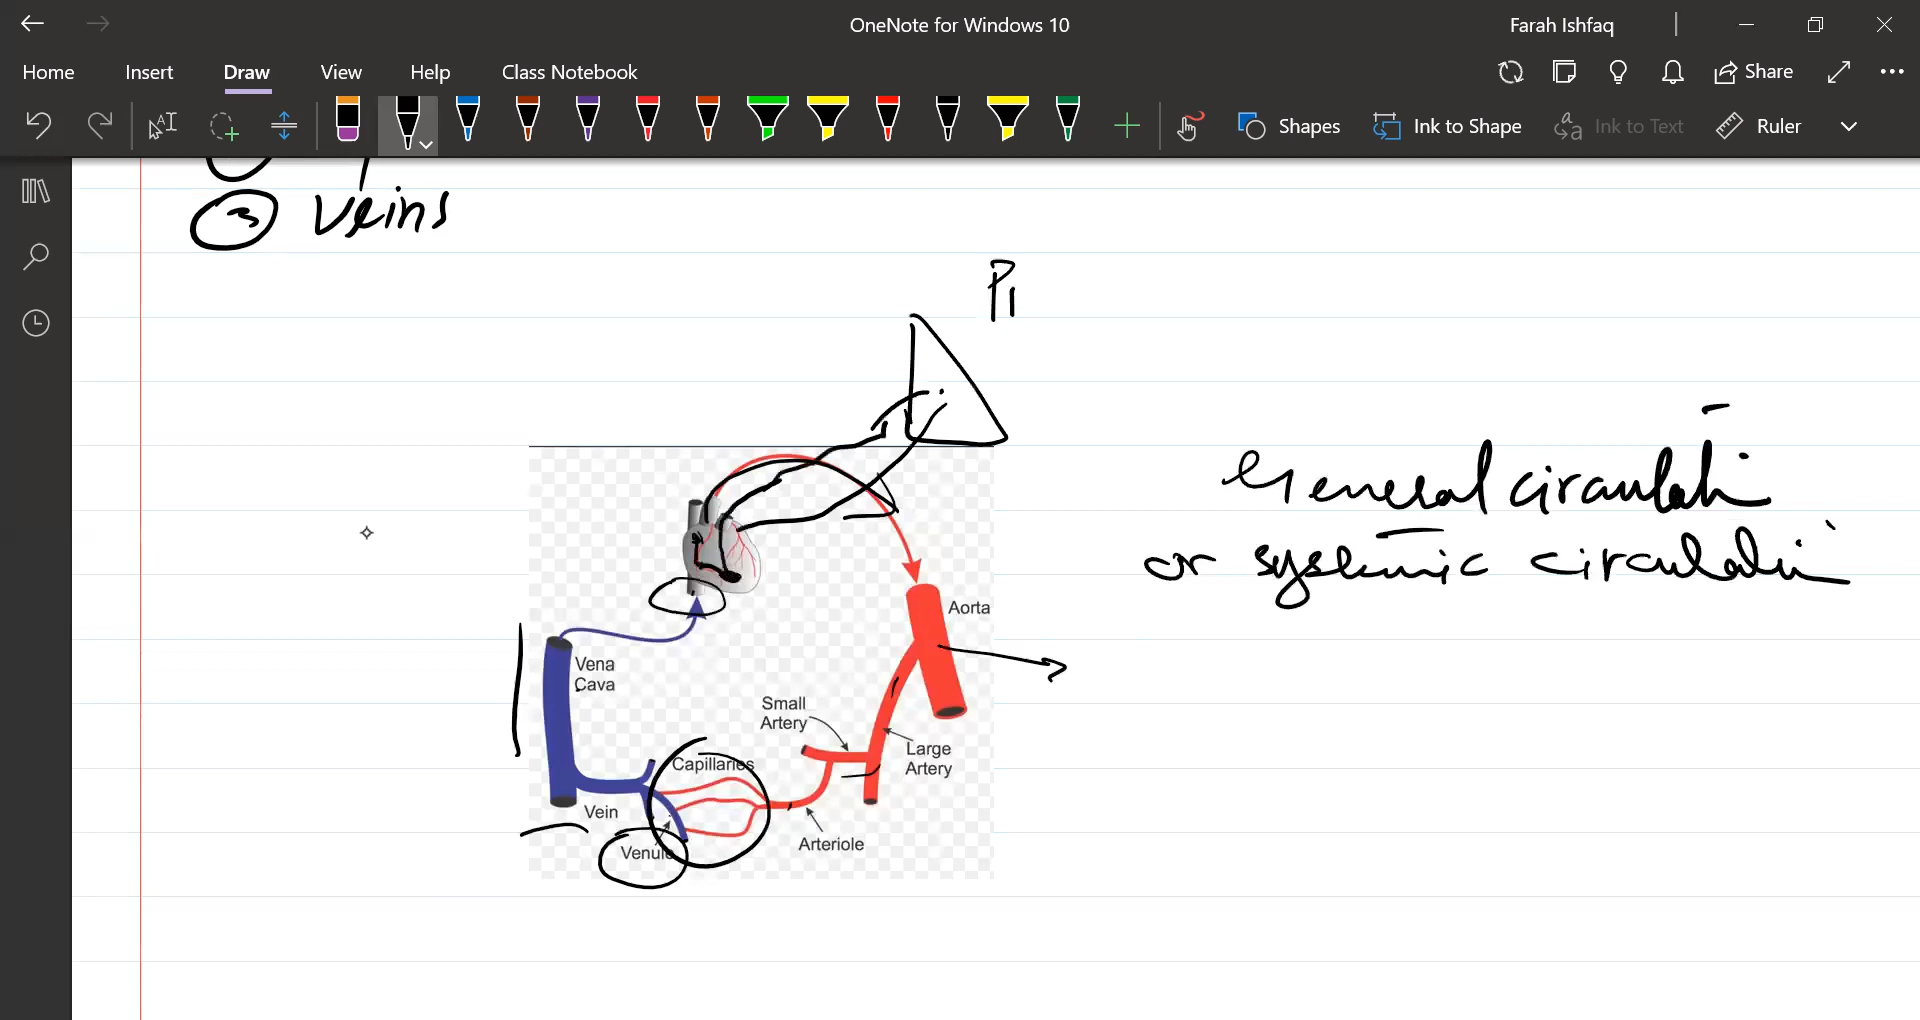 OneNote for Windows 10
Farah Ishfaq
Home Insert Draw View Help Class Notebook
Share
Shapes
Ink to Shape
Ink to Text
Ruler
③ Veins
General circulati
or systemic circulation
Aorta
Vena
Cava
Small
Artery
Large
Artery
Capillaries
Vein
Arteriole
Venule